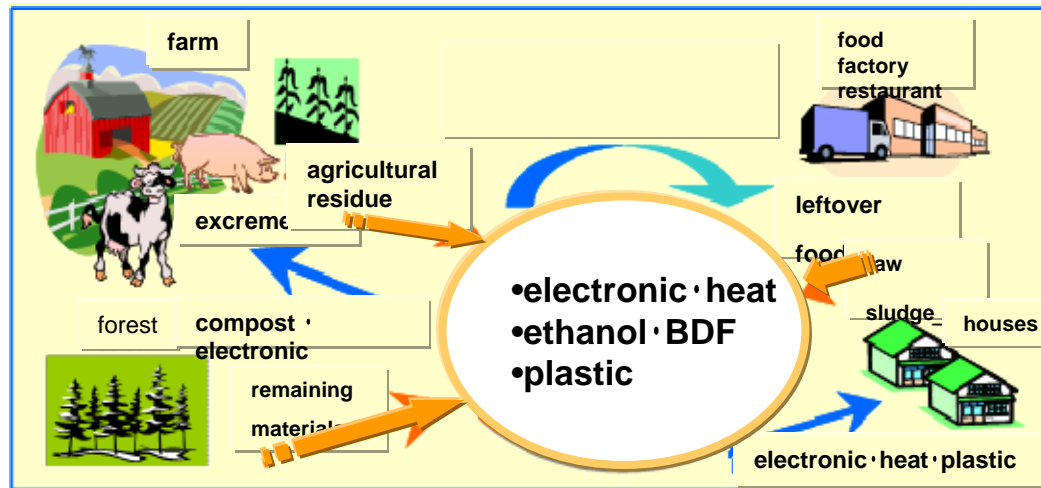 farm
food
factory
restaurant
agricultural
residue
leftover
food
sludge
houses
•electronic・heat
•ethanol・BDF
•plastic
forest
compost・
electronic
remaining
electronic・heat・plastic